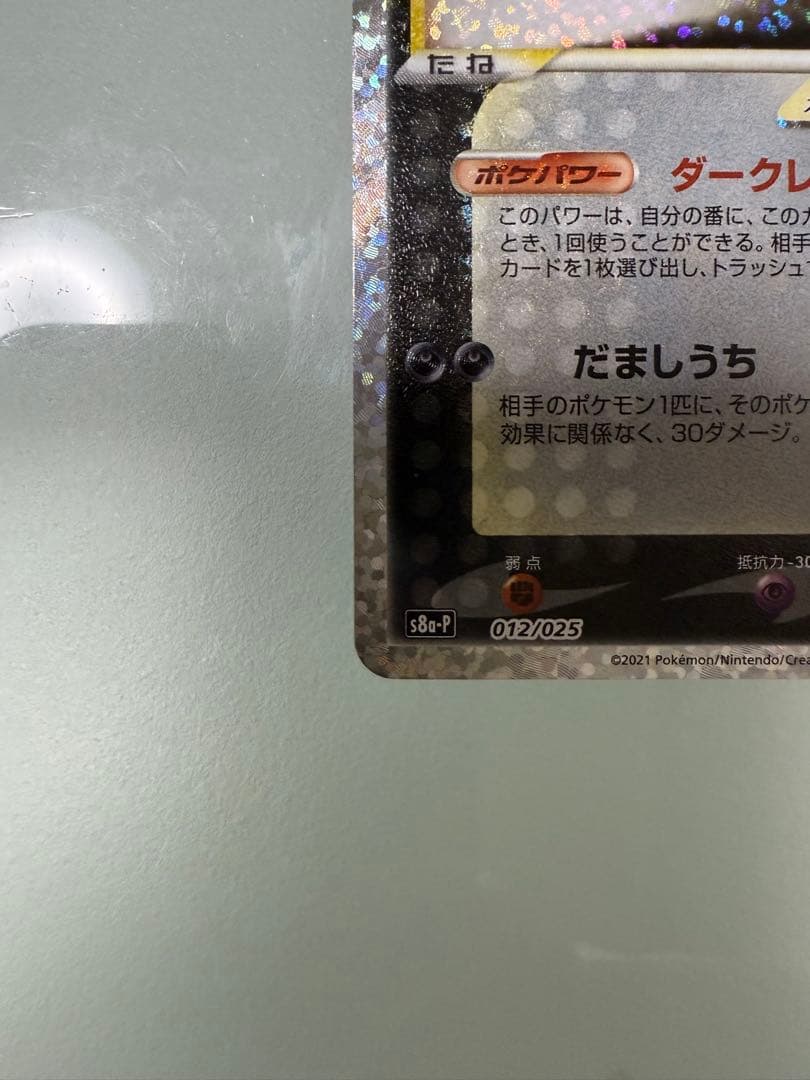 たね
ポケパワー ダークレ
このパワーは、自分の番に、この
とき、1回使うことができる。相手
カードを1枚選び出し、トラッシュ
だましうち
相手のポケモン1匹に、そのポケ
効果に関係なく、30ダメージ。
弱点 抵抗力 -30
s8a-P 012/025
©2021 Pokémon/Nintendo/Crea